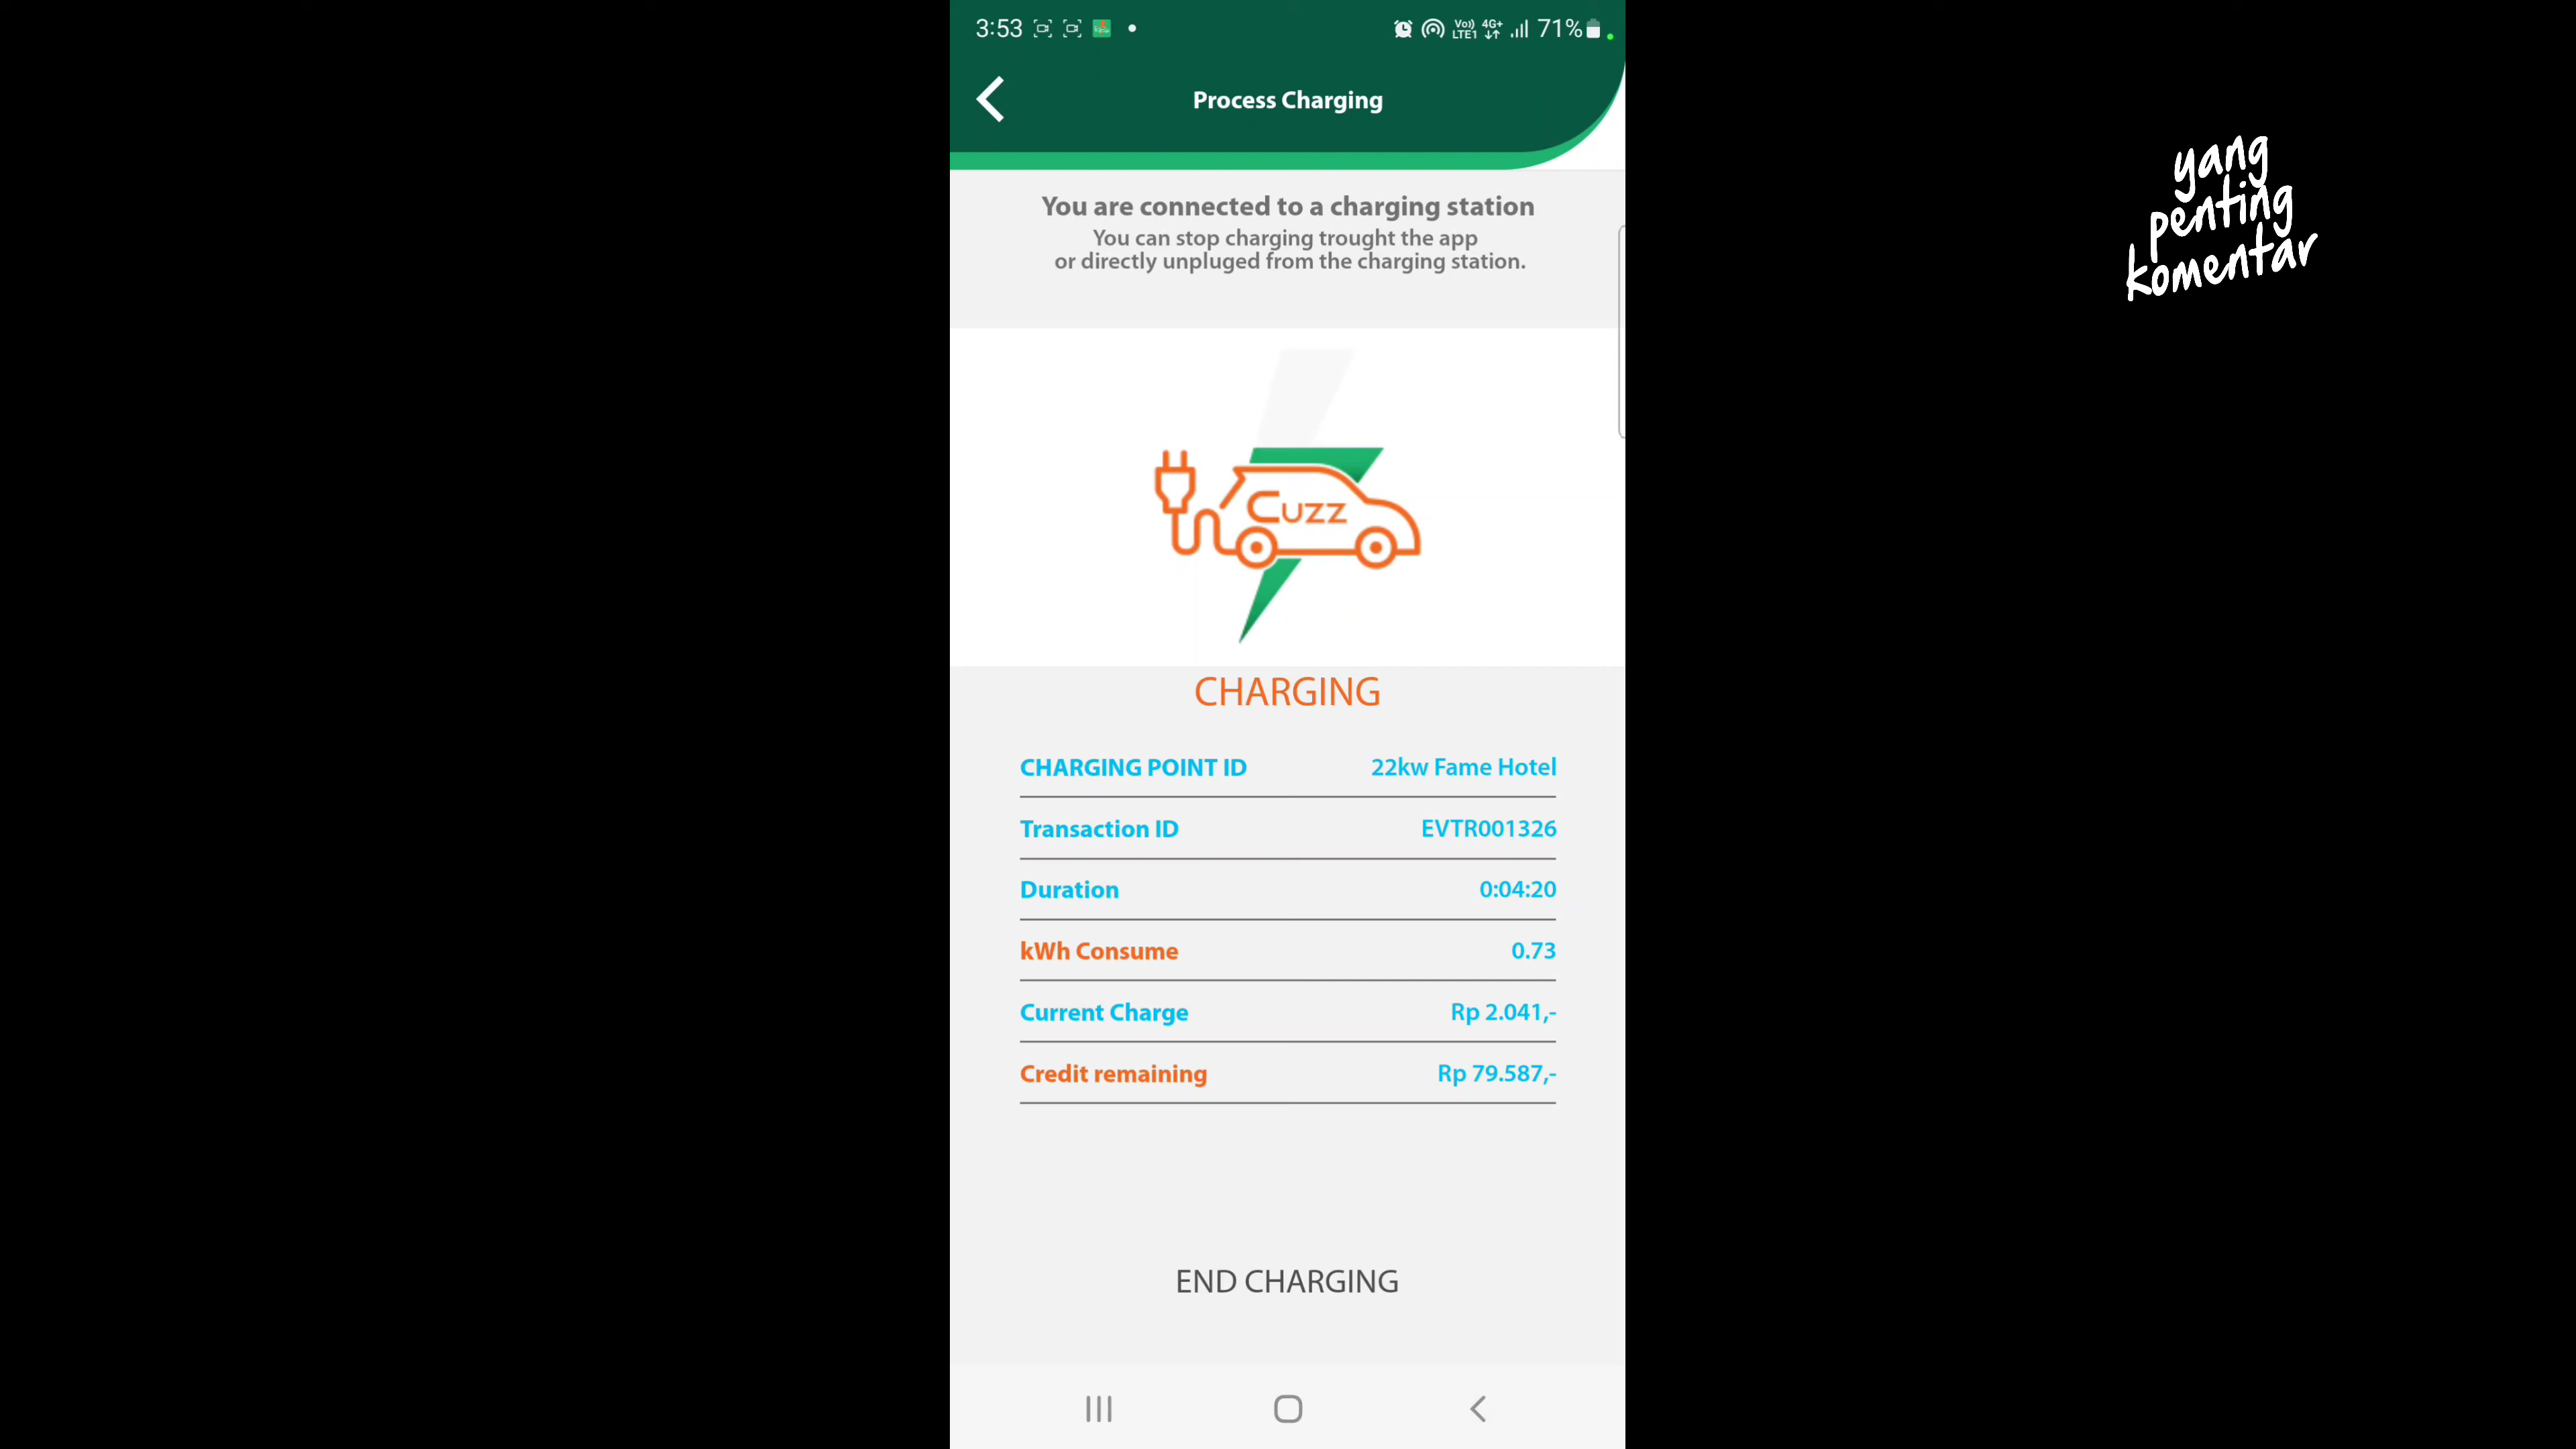 3:53
Vo)) LTE1 4G+ 71%
Process Charging
You are connected to a charging station
You can stop charging trought the app
or directly unpluged from the charging station.
Cuzz
CHARGING
CHARGING POINT ID 22kw Fame Hotel
Transaction ID EVTR001326
Duration 0:04:20
kWh Consume 0.73
Current Charge Rp 2.041,-
Credit remaining Rp 79.587,-
END CHARGING
yang
penting
komentar